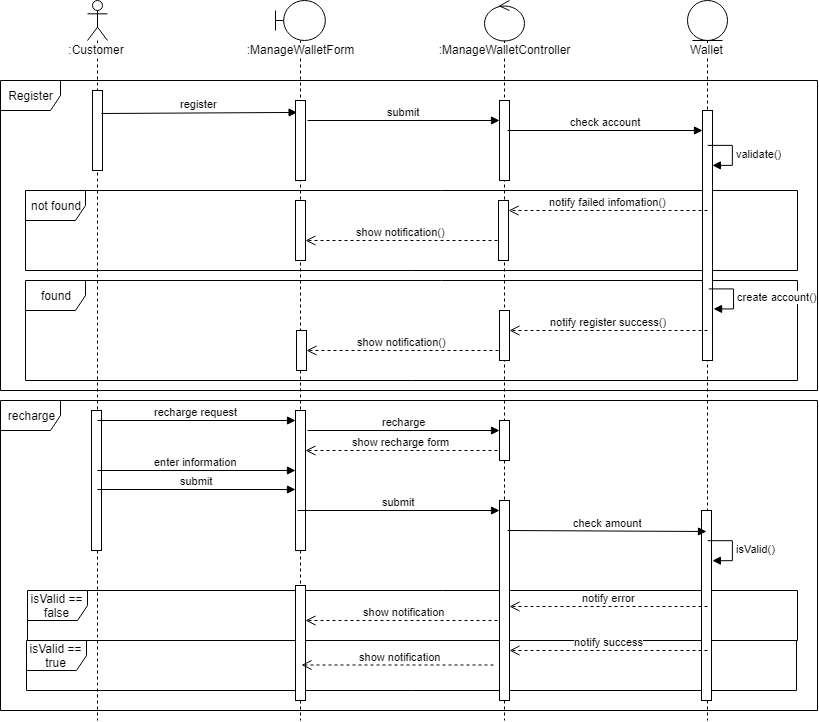 :Customer
:ManageWalletForm
:ManageWalletController
Wallet
Register
register
submit
check account
validate()
not found
notify failed infomation()
show notification()
found
create account()
notify register success()
show notification()
recharge
recharge request
recharge
show recharge form
enter information
submit
submit
check amount
isValid()
isValid ==
false
notify error
show notification
isValid ==
true
notify success
show notification